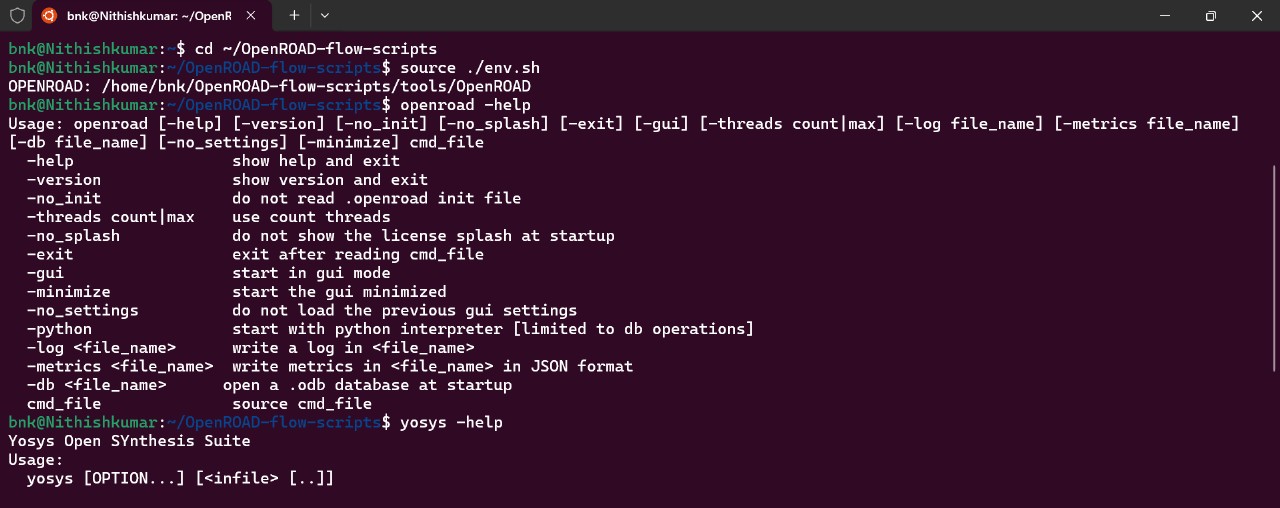 bnk@Nithishkumar: ~/OpenR
bnk@Nithishkumar:~$ cd ~/OpenROAD-flow-scripts
bnk@Nithishkumar:~/OpenROAD-flow-scripts$ source ./env.sh
OPENROAD: /home/bnk/OpenROAD-flow-scripts/tools/OpenROAD
bnk@Nithishkumar:~/OpenROAD-flow-scripts$ openroad -help
Usage: openroad [-help] [-version] [-no_init] [-no_splash] [-exit] [-gui] [-threads count|max] [-log file_name] [-metrics file_name]
[-db file_name] [-no_settings] [-minimize] cmd_file
  -help                 show help and exit
  -version              show version and exit
  -no_init              do not read .openroad init file
  -threads count|max    use count threads
  -no_splash            do not show the license splash at startup
  -exit                 exit after reading cmd_file
  -gui                  start in gui mode
  -minimize             start the gui minimized
  -no_settings          do not load the previous gui settings
  -python               start with python interpreter [limited to db operations]
  -log <file_name>      write a log in <file_name>
  -metrics <file_name>  write metrics in <file_name> in JSON format
  -db <file_name>      open a .odb database at startup
  cmd_file              source cmd_file
bnk@Nithishkumar:~/OpenROAD-flow-scripts$ yosys -help
Yosys Open SYnthesis Suite
Usage:
  yosys [OPTION...] [<infile> [..]]